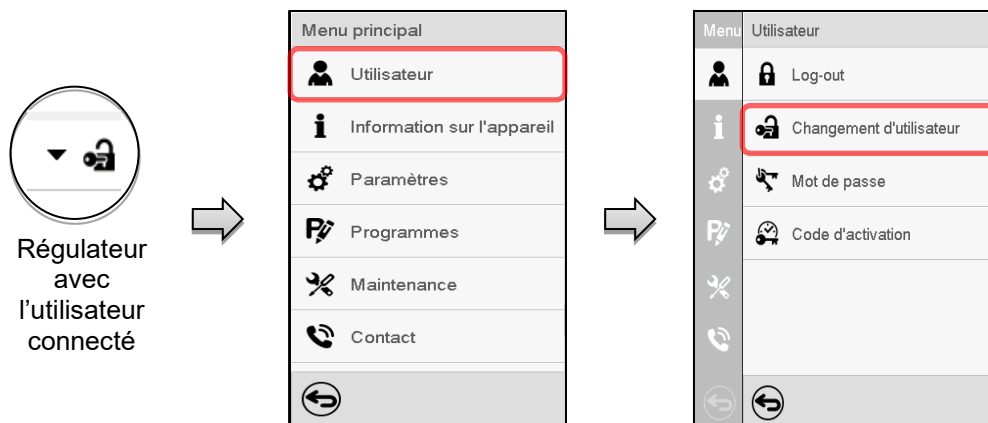 Régulateur
avec
l’utilisateur
connecté
Menu principal
Utilisateur
Information sur l'appareil
Paramètres
Programmes
Maintenance
Contact
Menu
Utilisateur
Log-out
Changement d'utilisateur
Mot de passe
Code d'activation